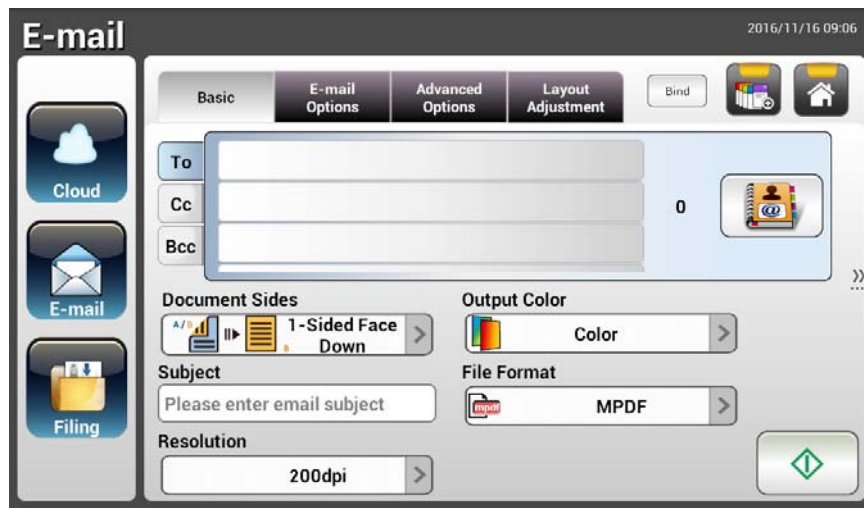 E-mail
2016/11/16 09:06
Basic
E-mail Options
Advanced Options
Layout Adjustment
Bind
Cloud
E-mail
Filing
To
Cc
Bcc
0
@
Document Sides
A/B
1-Sided Face Down
B
Output Color
Color
Subject
Please enter email subject
File Format
mpdf
MPDF
Resolution
200dpi